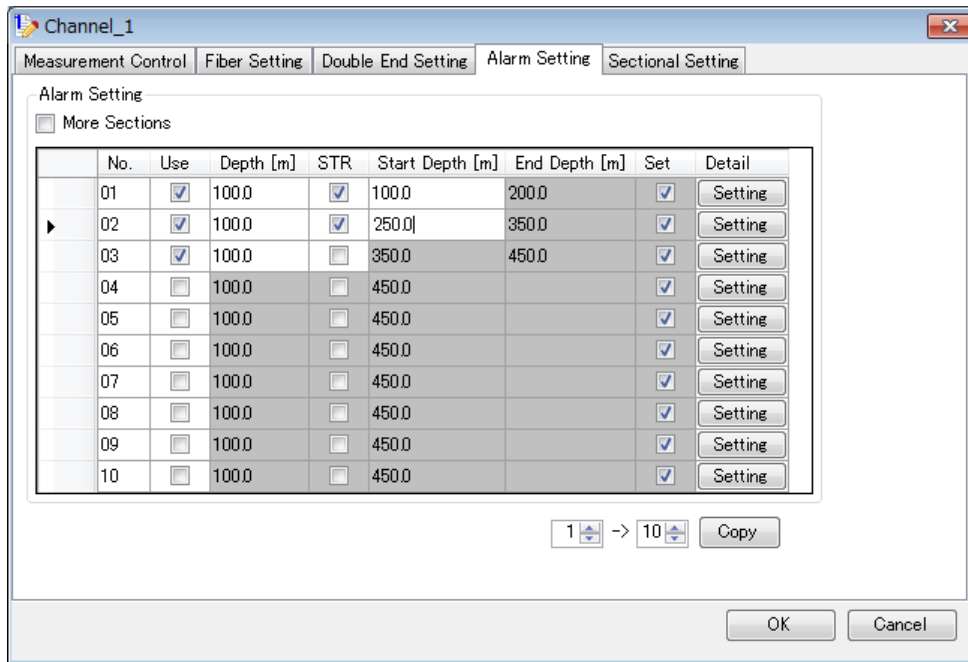 Channel_1
Measurement Control Fiber Setting Double End Setting Alarm Setting Sectional Setting
Alarm Setting
More Sections
No. Use Depth [m] STR Start Depth [m] End Depth [m] Set Detail
01 100.0 100.0 200.0 Setting
02 100.0 250.0 350.0 Setting
03 100.0 350.0 450.0 Setting
04 100.0 450.0 Setting
05 100.0 450.0 Setting
06 100.0 450.0 Setting
07 100.0 450.0 Setting
08 100.0 450.0 Setting
09 100.0 450.0 Setting
10 100.0 450.0 Setting
1 -> 10 Copy
OK Cancel